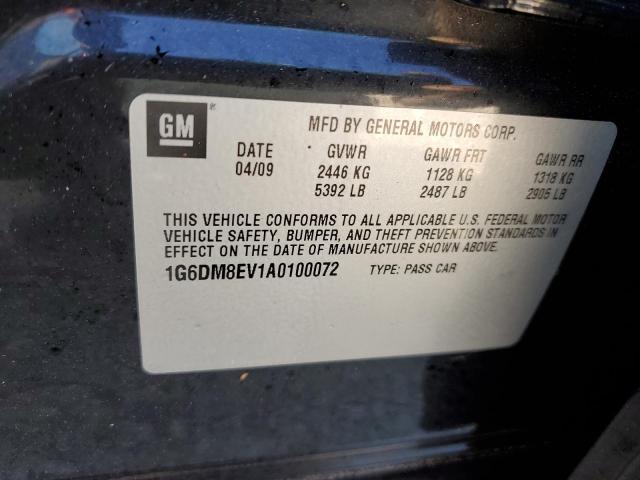 GM®
MFD BY GENERAL MOTORS CORP.
DATE GVWR GAWR FRT GAWR RR
04/09 2446 KG 1128 KG 1318 KG
5392 LB 2487 LB 2905 LB
THIS VEHICLE CONFORMS TO ALL APPLICABLE U.S. FEDERAL MOTOR
VEHICLE SAFETY, BUMPER, AND THEFT PREVENTION STANDARDS IN
EFFECT ON THE DATE OF MANUFACTURE SHOWN ABOVE.
1G6DM8EV1A0100072 TYPE: PASS CAR